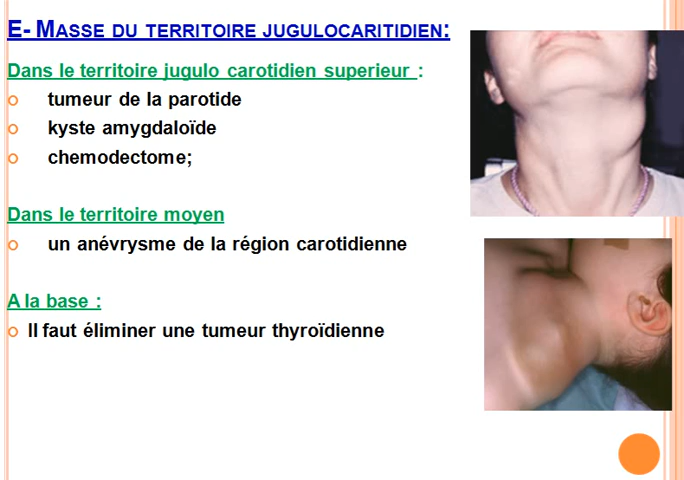 E- MASSE DU TERRITOIRE JUGULOCARITIDIEN:
Dans le territoire jugulo carotidien superieur :
tumeur de la parotide
kyste amygdaloïde
chemodectome;
Dans le territoire moyen
un anévrysme de la région carotidienne
A la base :
Il faut éliminer une tumeur thyroïdienne